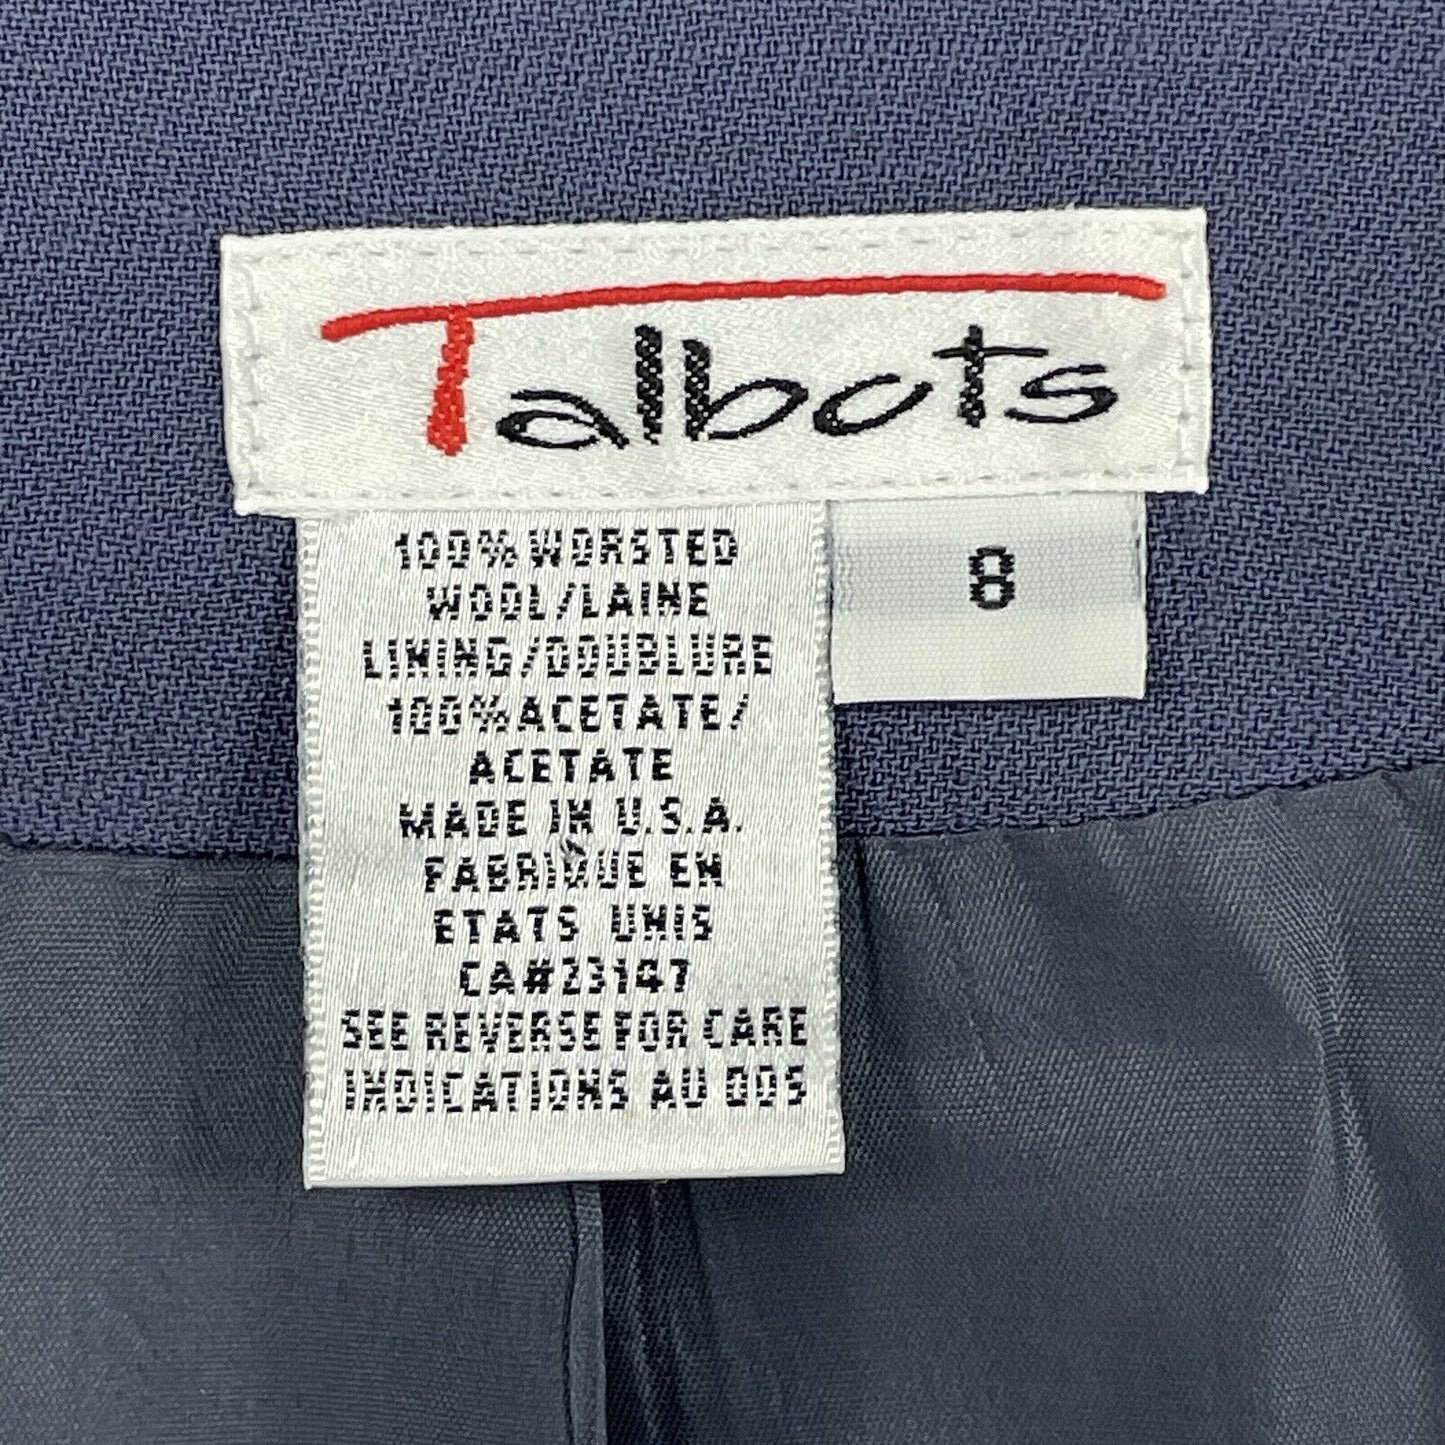 Talbots
8
100% WORSTED
WOOL/LAINE
LINING/DOUBLURE
100% ACETATE/
ACETATE
MADE IN U.S.A.
FABRIQUE EN
ETATS UNIS
CA#23147
SEE REVERSE FOR CARE
INDICATIONS AU DOS